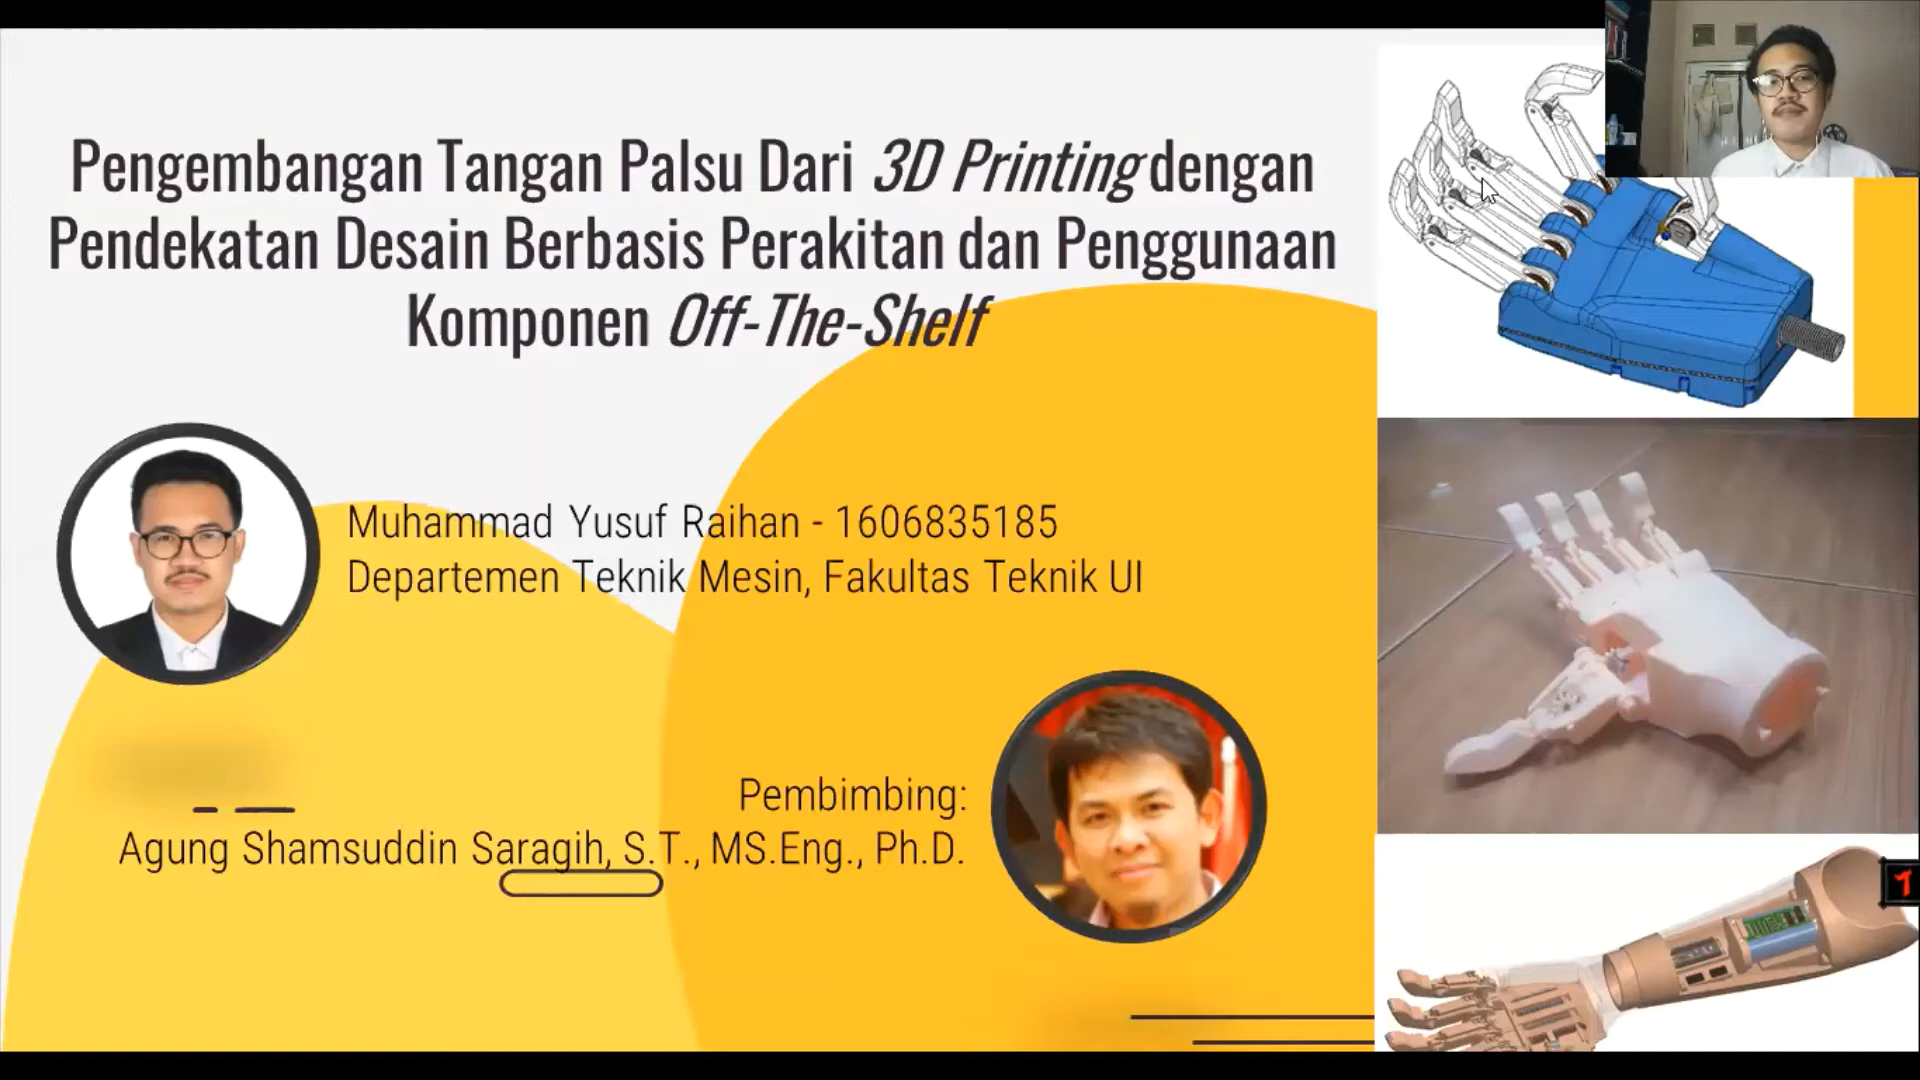 Pengembangan Tangan Palsu Dari 3D Printing dengan
Pendekatan Desain Berbasis Perakitan dan Penggunaan
Komponen Off-The-Shelf
Muhammad Yusuf Raihan - 1606835185
Departemen Teknik Mesin, Fakultas Teknik UI
Pembimbing:
Agung Shamsuddin Saragih, S.T., MS.Eng., Ph.D.